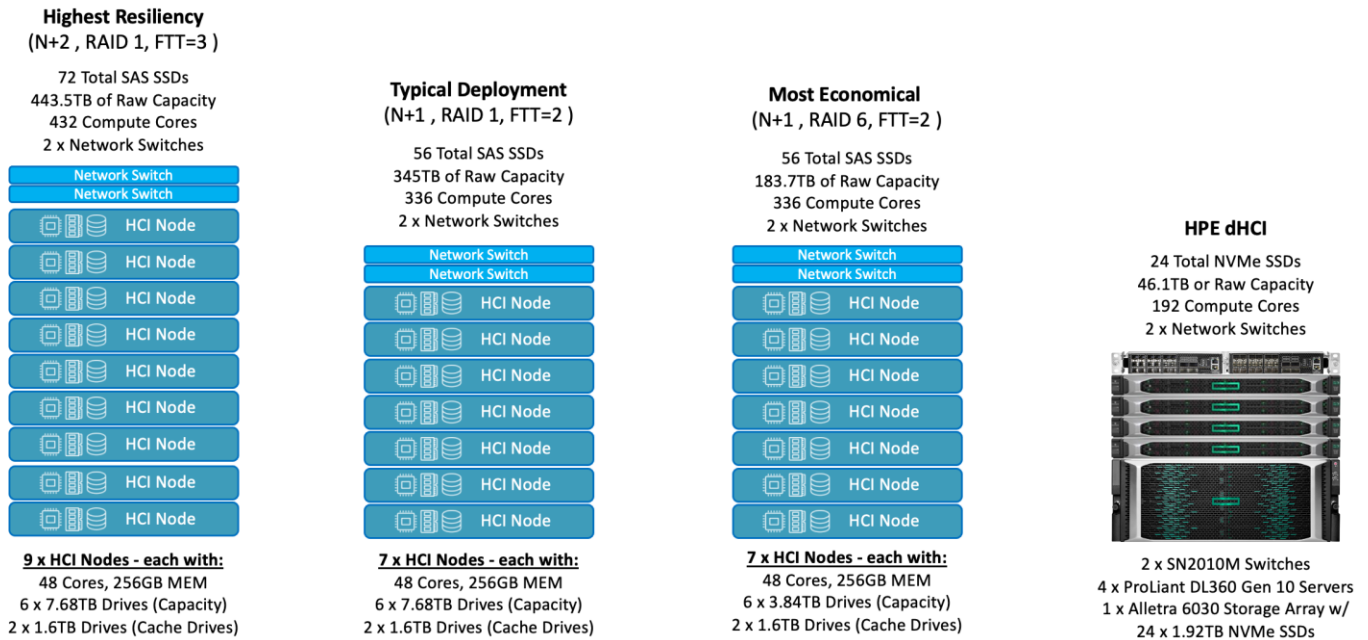 Highest Resiliency
(N+2 , RAID 1, FTT=3 )
72 Total SAS SSDs
443.5TB of Raw Capacity
432 Compute Cores
2 x Network Switches
Network Switch
Network Switch
HCI Node
HCI Node
HCI Node
HCI Node
HCI Node
HCI Node
HCI Node
HCI Node
HCI Node
9 x HCI Nodes - each with:
48 Cores, 256GB MEM
6 x 7.68TB Drives (Capacity)
2 x 1.6TB Drives (Cache Drives)
Typical Deployment
(N+1 , RAID 1, FTT=2 )
56 Total SAS SSDs
345TB of Raw Capacity
336 Compute Cores
2 x Network Switches
Network Switch
Network Switch
HCI Node
HCI Node
HCI Node
HCI Node
HCI Node
HCI Node
HCI Node
7 x HCI Nodes - each with:
48 Cores, 256GB MEM
6 x 7.68TB Drives (Capacity)
2 x 1.6TB Drives (Cache Drives)
Most Economical
(N+1 , RAID 6, FTT=2 )
56 Total SAS SSDs
183.7TB of Raw Capacity
336 Compute Cores
2 x Network Switches
Network Switch
Network Switch
HCI Node
HCI Node
HCI Node
HCI Node
HCI Node
HCI Node
HCI Node
7 x HCI Nodes - each with:
48 Cores, 256GB MEM
6 x 3.84TB Drives (Capacity)
2 x 1.6TB Drives (Cache Drives)
HPE dHCI
24 Total NVMe SSDs
46.1TB or Raw Capacity
192 Compute Cores
2 x Network Switches
2 x SN2010M Switches
4 x ProLiant DL360 Gen 10 Servers
1 x Alletra 6030 Storage Array w/
24 x 1.92TB NVMe SSDs